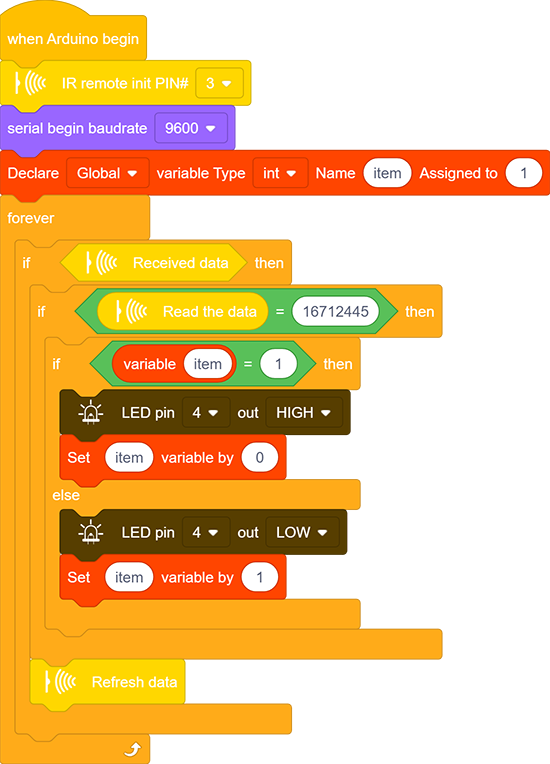 when Arduino begin
IR remote init PIN# 3
serial begin baudrate 9600
Declare Global variable Type int Name item Assigned to 1
forever
if Received data then
if Read the data = 16712445 then
if variable item = 1 then
LED pin 4 out HIGH
Set item variable by 0
else
LED pin 4 out LOW
Set item variable by 1
Refresh data